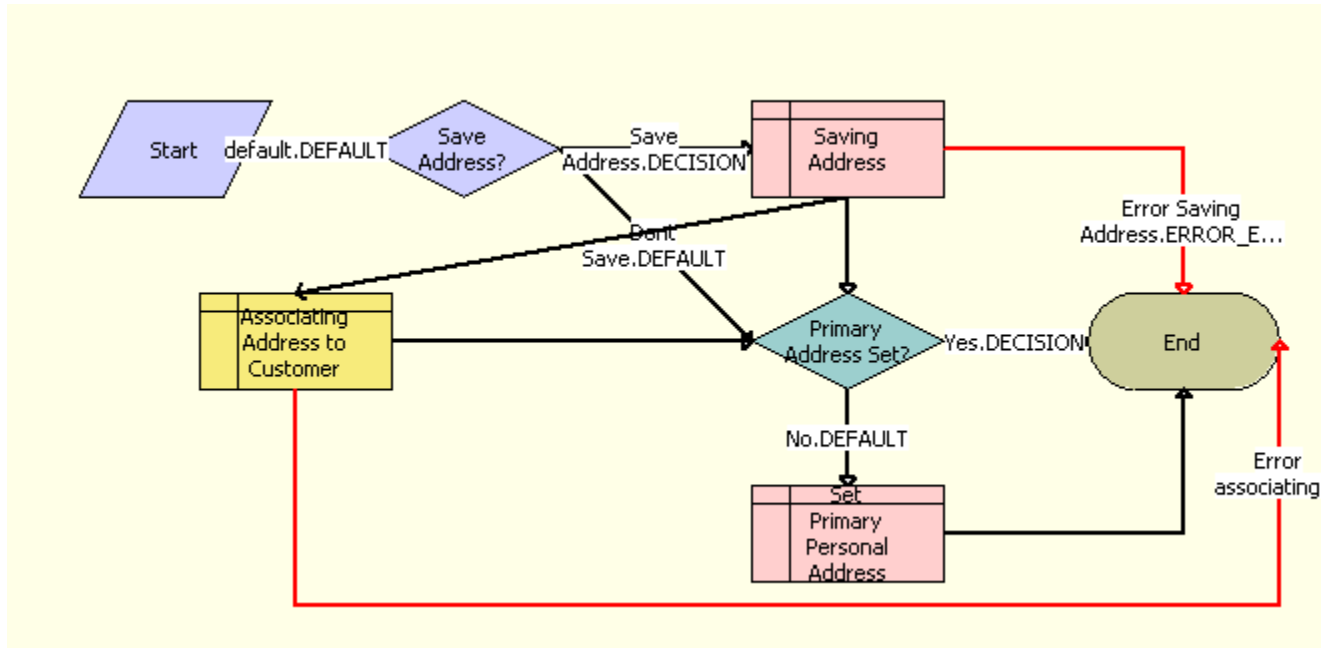 Start
default.DEFAULT
Save
Address?
Save
Address.DECISION
Saving
Address
Error Saving
Address.ERROR_E...
Dont
Save.DEFAULT
Associating
Address to
Customer
Primary
Address Set?
Yes.DECISION
End
No.DEFAULT
Error
associating
Set
Primary
Personal
Address